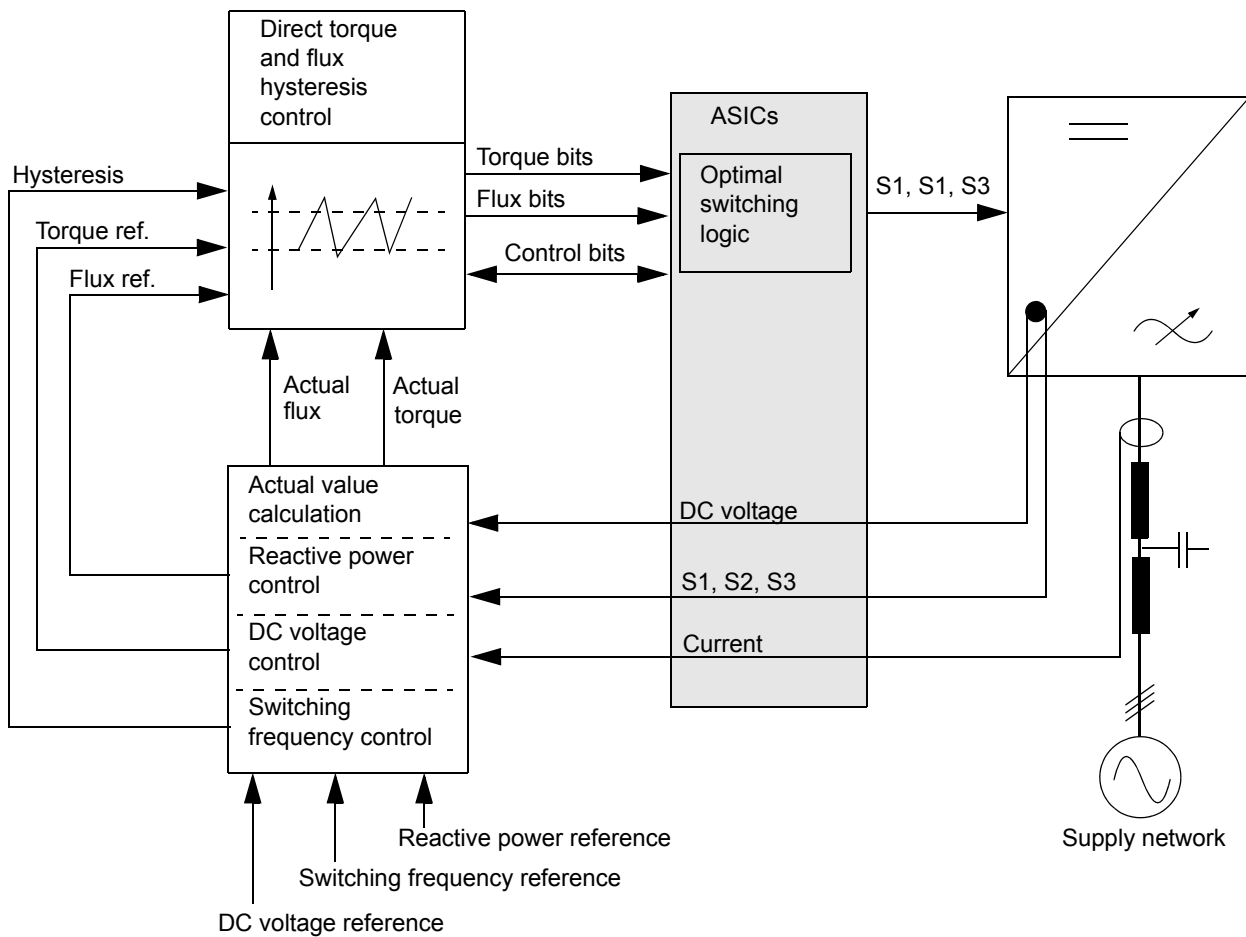 Direct torque
and flux
hysteresis
control
ASICs
Hysteresis
Torque bits
Optimal
switching
logic
S1, S1, S3
Flux bits
Torque ref.
Control bits
Flux ref.
Actual
flux
Actual
torque
Actual value
calculation
DC voltage
Reactive power
control
S1, S2, S3
DC voltage
control
Current
Switching
frequency control
Reactive power reference
Supply network
Switching frequency reference
DC voltage reference